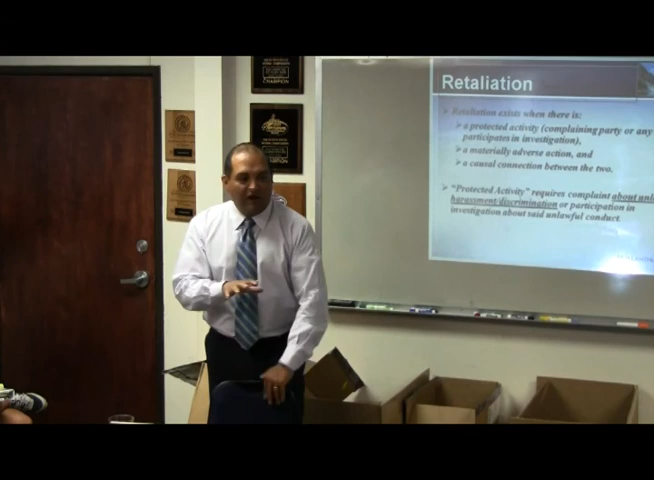 Retaliation
Retaliation exists when there is:
a protected activity (complaining party or any
participates in investigation),
a materially adverse action, and
a causal connection between the two.
"Protected Activity" requires complaint about
harassment/discrimination or participation in
investigation about said unlawful conduct.
CHAMPION